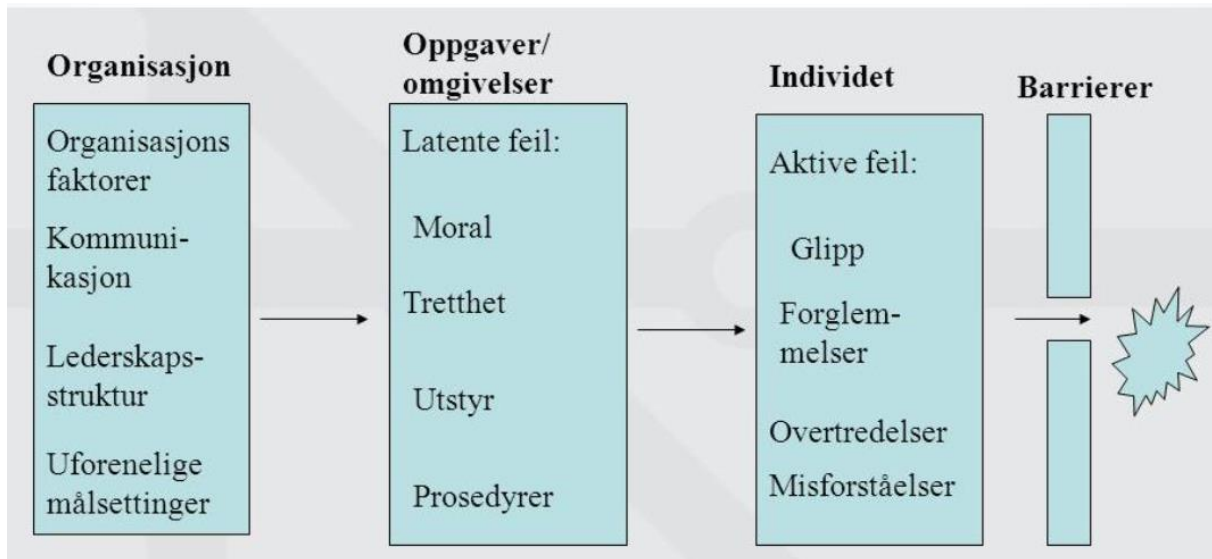 Organisasjon
Organisasjons
faktorer
Kommuni-
kasjon
Lederskaps-
struktur
Uforenelige
målsettinger
Oppgaver/
omgivelser
Latente feil:
Moral
Tretthet
Utstyr
Prosedyrer
Individet
Aktive feil:
Glipp
Forglem-
melser
Overtredelser
Misforståelser
Barrierer